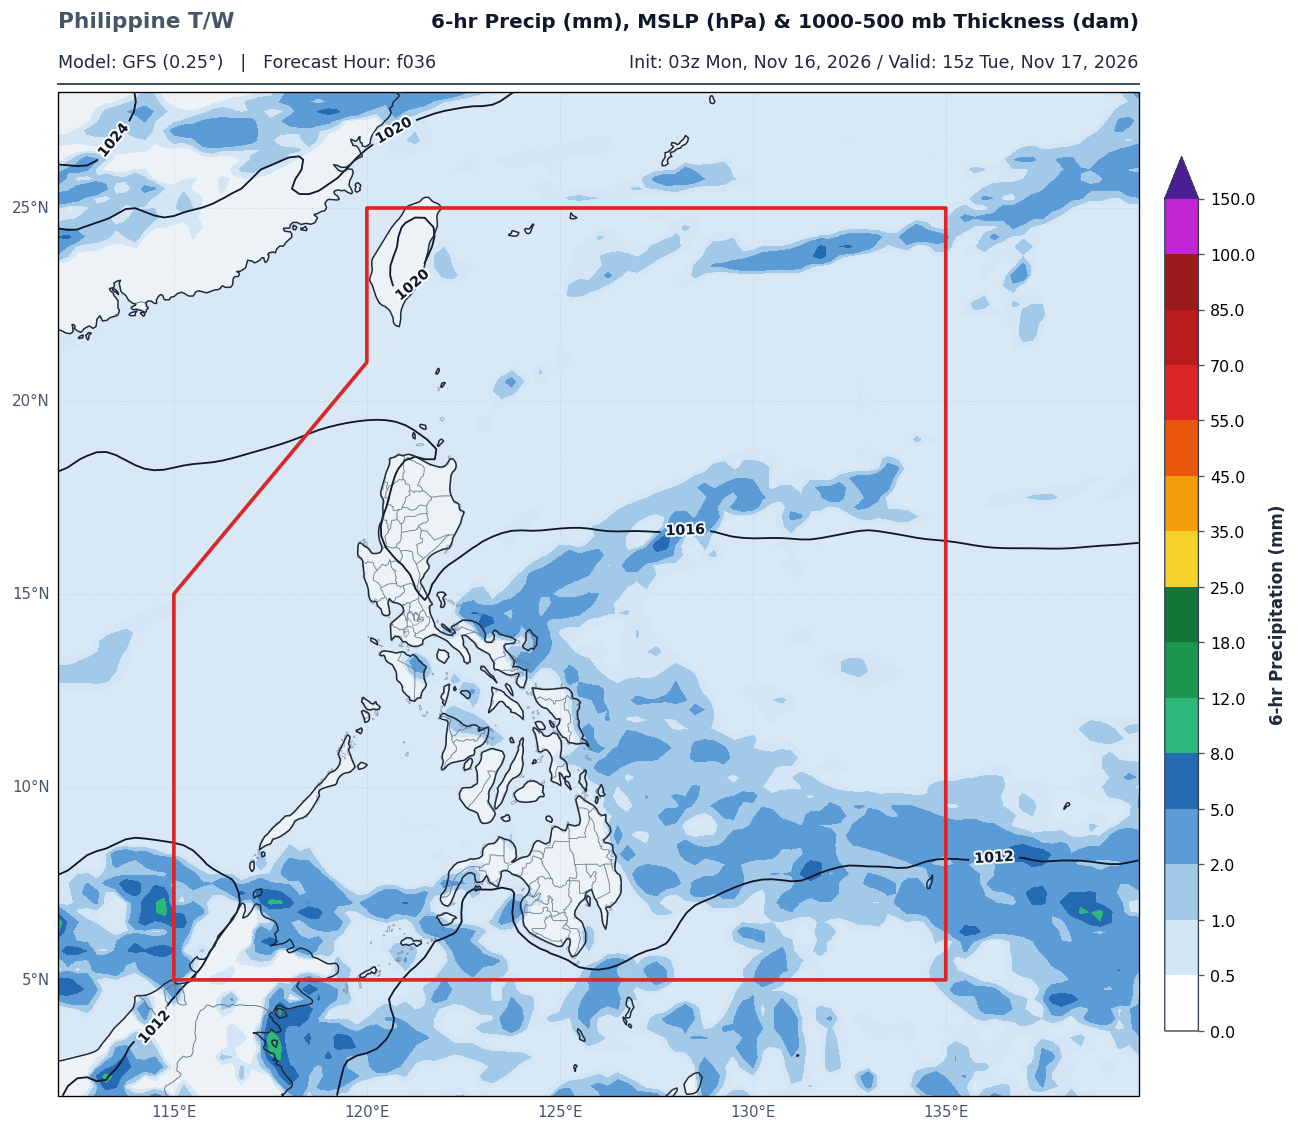 Philippine T/W
6-hr Precip (mm), MSLP (hPa) & 1000-500 mb Thickness (dam)
Model: GFS (0.25°) | Forecast Hour: f036
Init: 03z Mon, Nov 16, 2026 / Valid: 15z Tue, Nov 17, 2026
1024
1020
1020
1016
1012
1012
25°N
20°N
15°N
10°N
5°N
115°E
120°E
125°E
130°E
135°E
150.0
100.0
85.0
70.0
55.0
45.0
35.0
25.0
18.0
12.0
8.0
5.0
2.0
1.0
0.5
0.0
6-hr Precipitation (mm)